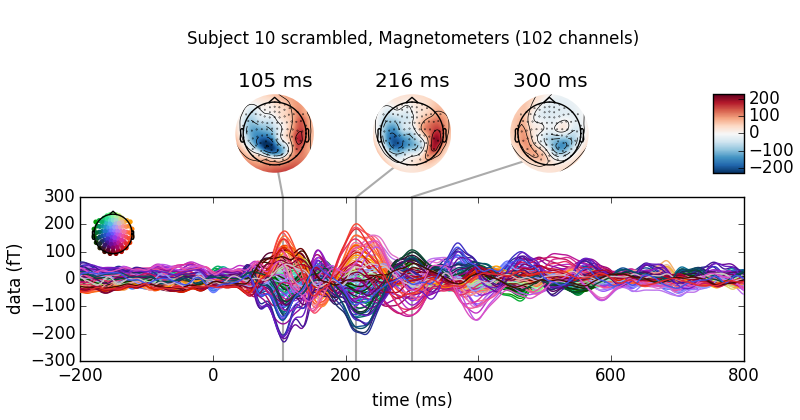 Subject 10 scrambled, Magnetometers (102 channels)
105 ms 216 ms 300 ms
200
100
0
−100
−200
300
200
100
0
−100
−200
−300
data (fT)
−200 0 200 400 600 800
time (ms)